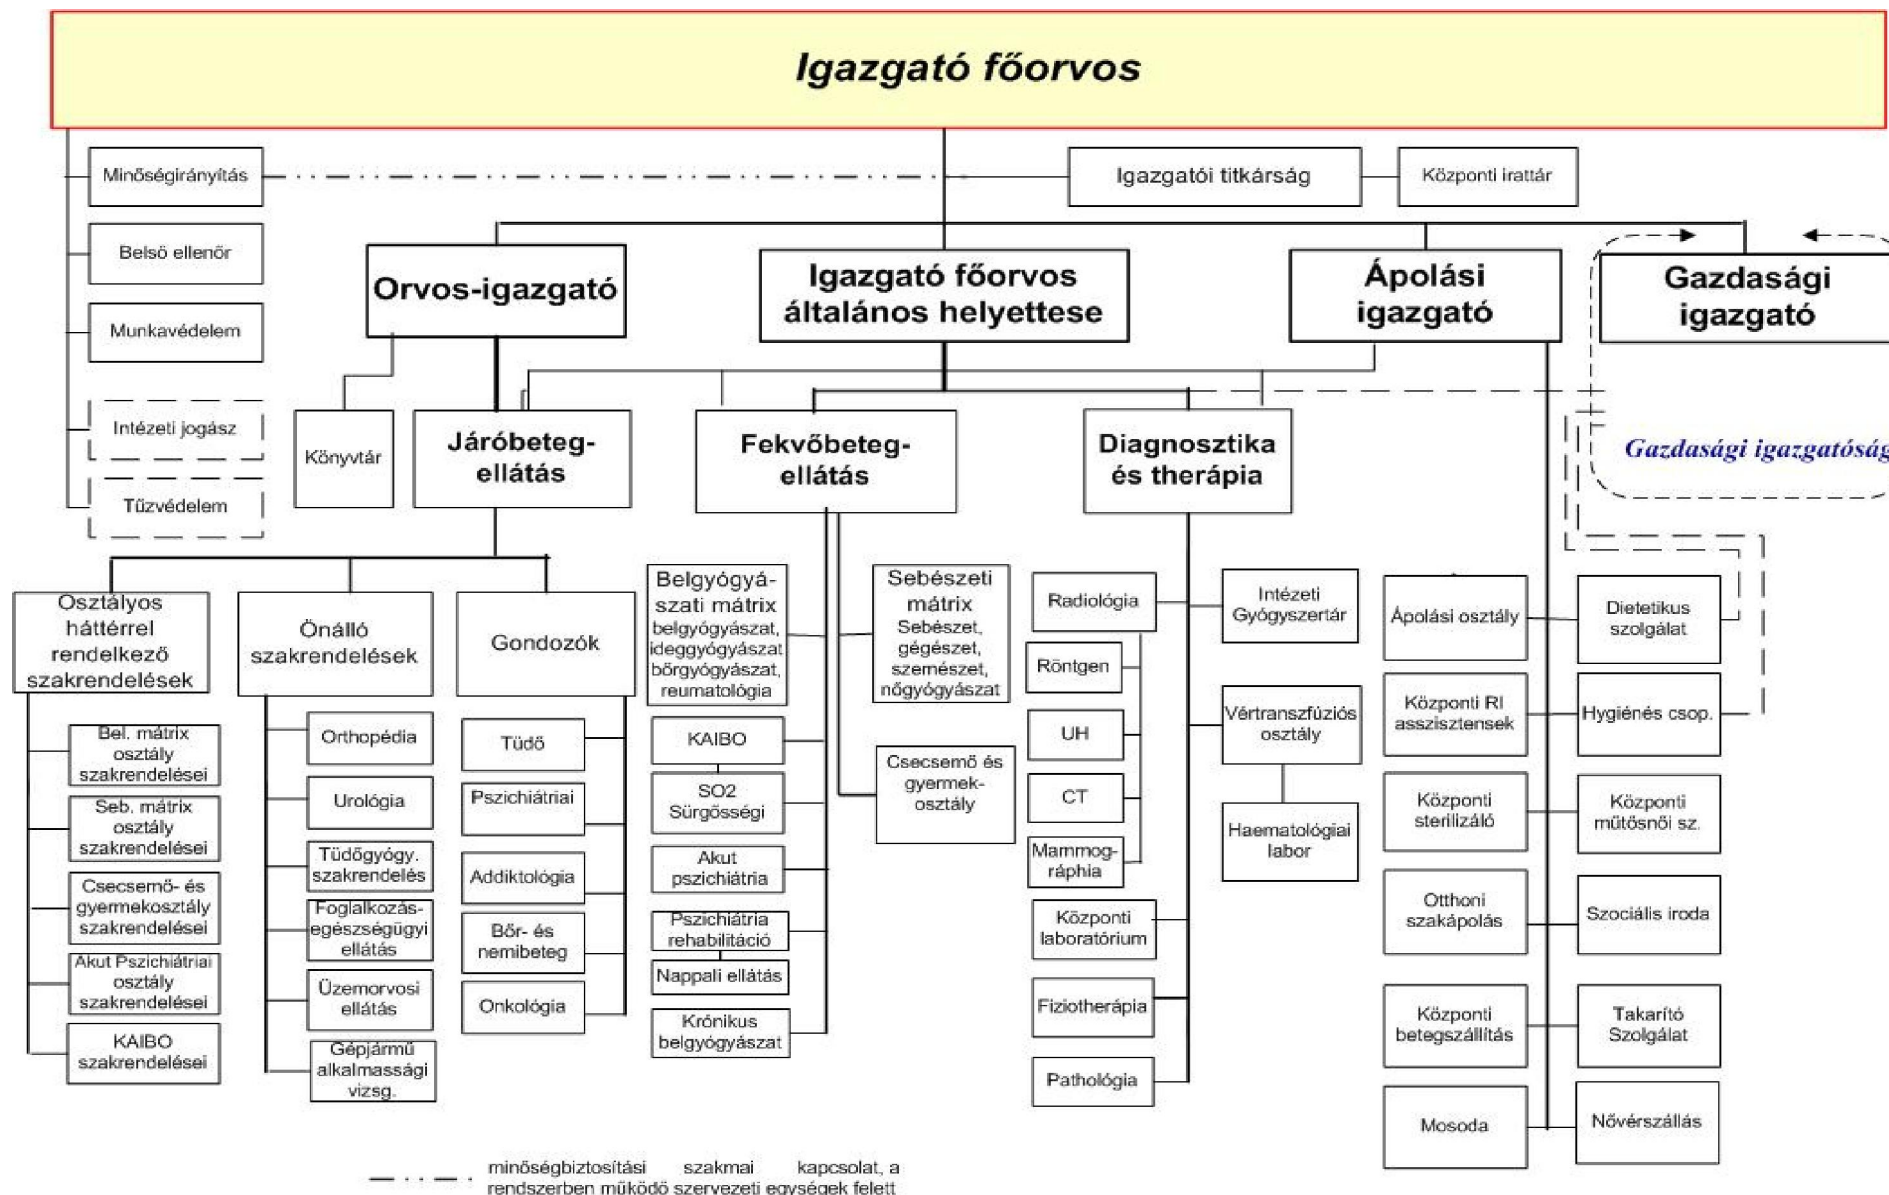 Igazgató főorvos
Minőségirányítás
Igazgatói titkárság
Központi irattár
Belsö ellenőr
Munkavédelem
Intézeti jogász
Tűzvédelem
Orvos-igazgató
Igazgató főorvos
általános helyettese
Ápolási
igazgató
Gazdasági
igazgató
Könyvtár
Járóbeteg-
ellátás
Fekvőbeteg-
ellátás
Diagnosztika
és therápia
Gazdasági igazgatóság
Osztályos
háttérrel
rendelkező
szakrendelések
Bel. mátrix
osztály
szakrendelései
Seb. mátrix
osztály
szakrendelései
Csecsemő- és
gyermekosztály
szakrendelései
Akut Pszichiátriai
osztály
szakrendelései
KAIBO
szakrendelései
Önálló
szakrendelések
Orthopédia
Urológia
Tüdőgyógy.
szakrendelés
Foglalkozás-
egészségügyi
ellátás
Üzemorvosi
ellátás
Gépjármű
alkalmassági
vizsg.
Gondozók
Tüdő
Pszichiátriai
Addiktológia
Bőr- és
nemibeteg
Onkológia
Belgyógyá-
szati mátrix
belgyógyászat,
ideggyógyászat
bőrgyógyászat,
reumatológia
KAIBO
SO2
Sürgősségi
Akut
pszichiátria
Pszichiátria
rehabilitáció
Nappali ellátás
Krónikus
belgyógyászat
Sebészeti
mátrix
Sebészet,
gégészet,
szemészet,
nőgyógyászat
Csecsemő és
gyermek-
osztály
Radiológia
Röntgen
UH
CT
Mammog-
ráphia
Központi
laboratórium
Fiziotherápia
Pathológia
Intézeti
Gyógyszertár
Vértranszfúziós
osztály
Haematológiai
labor
Ápolási osztály
Központi RI
asszisztensek
Központi
sterilizáló
Otthoni
szakápolás
Központi
betegszállítás
Mosoda
Dietetikus
szolgálat
Hygiénés csop.
Központi
műtösnői sz.
Szociális iroda
Takarító
Szolgálat
Nővérszállás
minőségbiztosítási szakmai kapcsolat, a
rendszerben működő szervezeti egységek felett